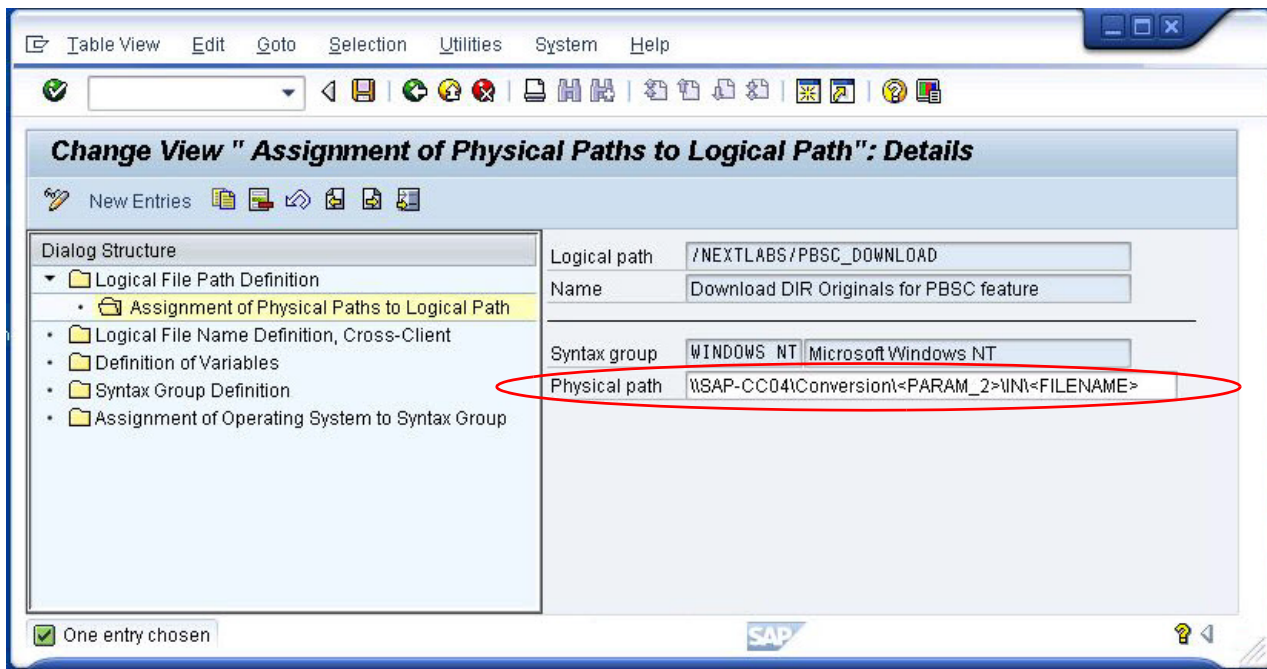 Table View Edit Goto Selection Utilities System Help
Change View " Assignment of Physical Paths to Logical Path": Details
New Entries
Dialog Structure
Logical File Path Definition
Assignment of Physical Paths to Logical Path
Logical File Name Definition, Cross-Client
Definition of Variables
Syntax Group Definition
Assignment of Operating System to Syntax Group
Logical path /NEXTLABS/PBSC_DOWNLOAD
Name Download DIR Originals for PBSC feature
Syntax group WINDOWS NT Microsoft Windows NT
Physical path \\SAP-CC04\Conversion\<PARAM_2>\IN\<FILENAME>
One entry chosen
SAP